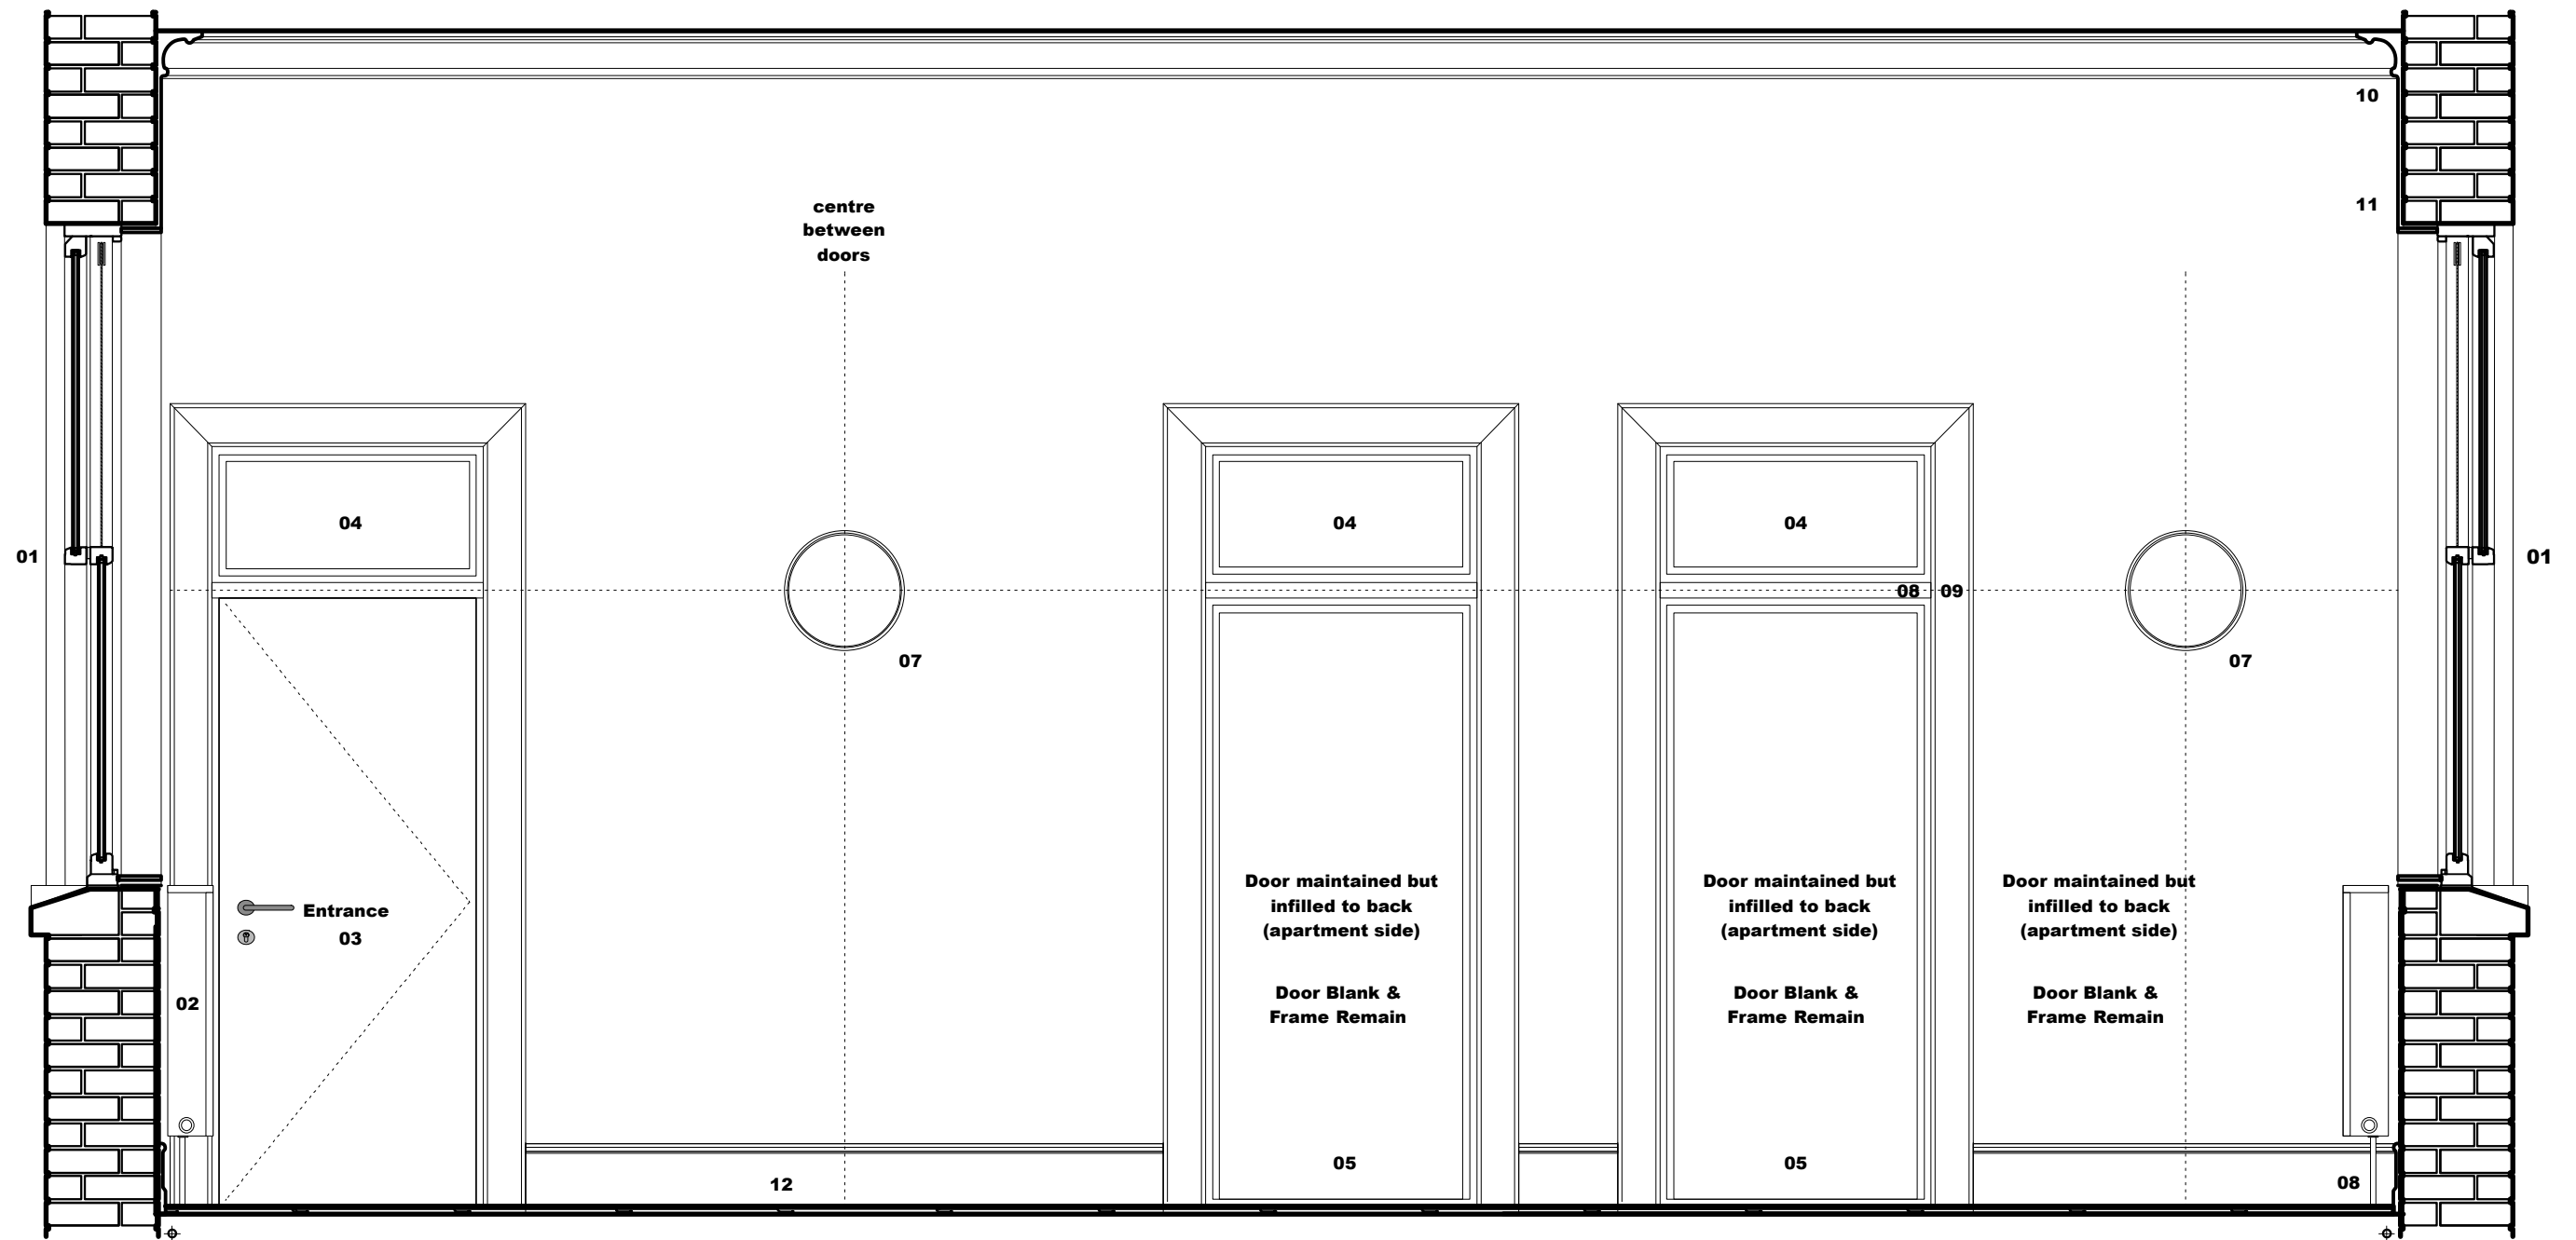 10
11
centre
between
doors
04
04
04
01
01
08
09
07
07
Door maintained but
infilled to back
(apartment side)
Door Blank &
Frame Remain
Door maintained but
infilled to back
(apartment side)
Door Blank &
Frame Remain
Door maintained but
infilled to back
(apartment side)
Door Blank &
Frame Remain
Entrance
03
02
05
05
12
08